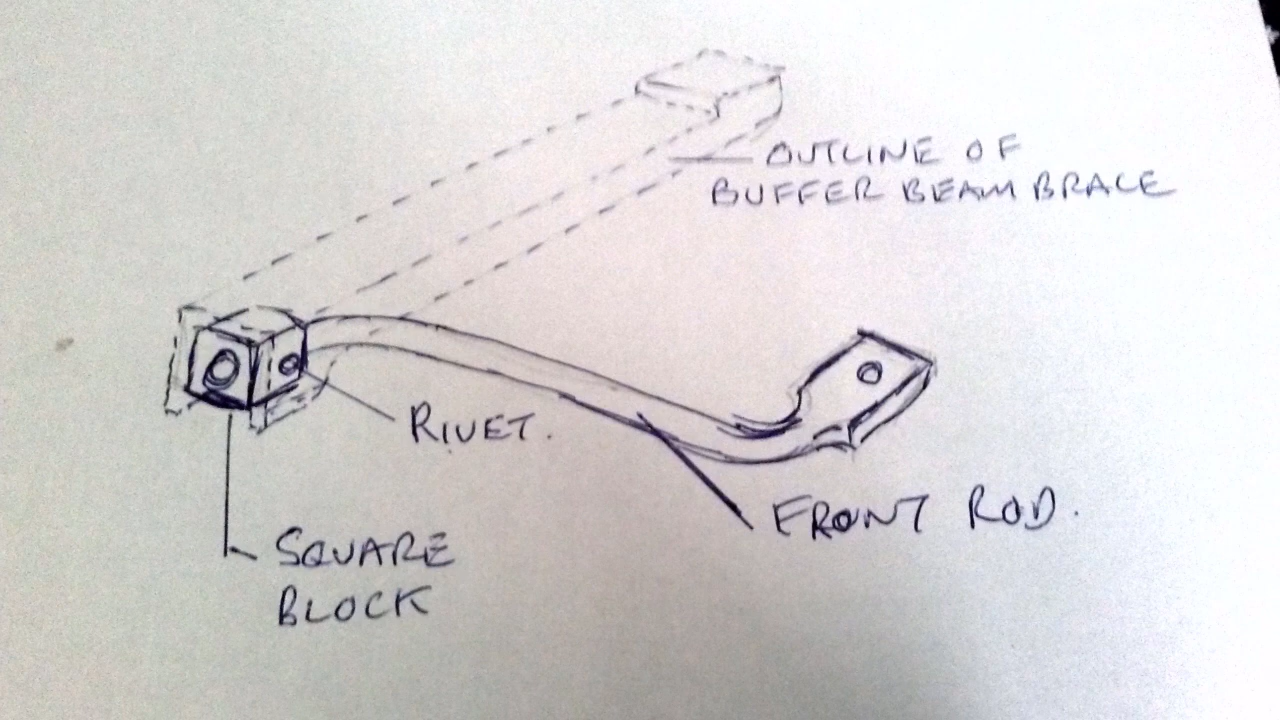 OUTLINE OF
BUFFER BEAM BRACE
RIVET.
FRONT ROD.
SQUARE
BLOCK